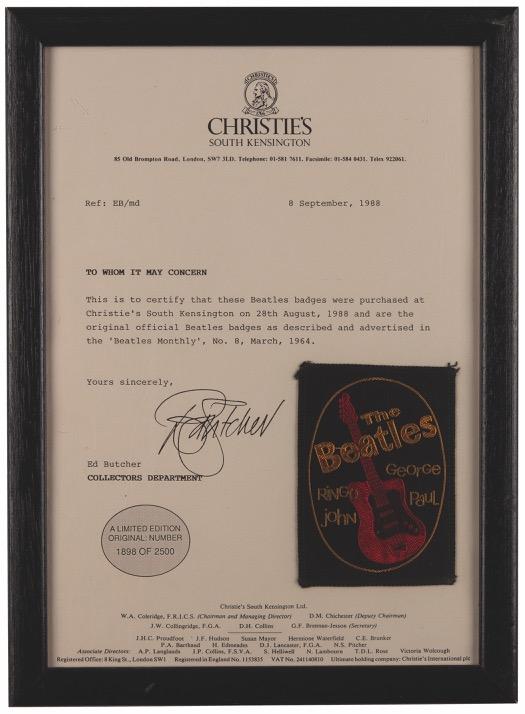 CHRISTIE'S
CHRISTIE'S
SOUTH KENSINGTON
85 Old Brompton Road, London, SW7 3LD. Telephone: 01-581 7611. Facsimile: 01-584 0431. Telex 922061.
Ref: EB/md 8 September, 1988
TO WHOM IT MAY CONCERN
This is to certify that these Beatles badges were purchased at
Christie's South Kensington on 28th August, 1988 and are the
original official Beatles badges as described and advertised in
the 'Beatles Monthly', No. 8, March, 1964.
Yours sincerely,
Ed Butcher
Ed Butcher
COLLECTORS DEPARTMENT
A LIMITED EDITION
ORIGINAL: NUMBER
1898 OF 2500
The
Beatles
George
RINGO Paul
John
Christie's South Kensington Ltd.
W.A. Coleridge, F.R.I.C.S. (Chairman and Managing Director) D.M. Chichester (Deputy Chairman)
J.W. Collingridge, F.G.A. D.H. Collins G.F. Brennan-Jesson (Secretary)
J.H.C. Proudfoot J.F. Hudson Susan Mayor Hermione Waterfield C.E. Brunker
P.A. Barthaud H. Edmeades D.J. Lancaster, F.G.A. N.S. Pitcher
Associate Directors: A.P. Langlands J.P. Collins, F.S.V.A. S. Helliwell N. Lambourn T.D.L. Rose Victoria Wolcough
Registered Office: 8 King St., London SW1 Registered in England No. 1153835 VAT No. 241140810 Ultimate holding company: Christie's International plc